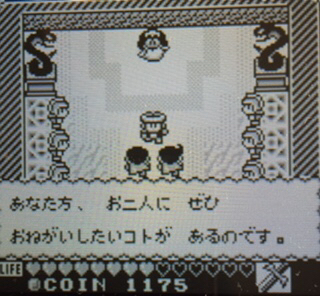 あなた方、 お二人に ぜひ
おねがいしたいコトが あるのです。
LIFE
COIN 1175